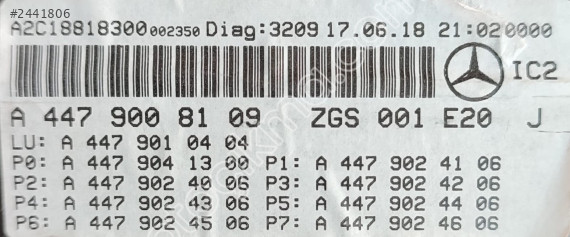 #2441806
A2C18818300002350 Diag:3209 17.06.18 21:020000
IC2
A 447 900 81 09 ZGS 001 E20 J
LU: A 447 901 04 04
P0: A 447 904 13 00 P1: A 447 902 41 06
P2: A 447 902 40 06 P3: A 447 902 42 06
P4: A 447 902 43 06 P5: A 447 902 44 06
P6: A 447 902 45 06 P7: A 447 902 46 06